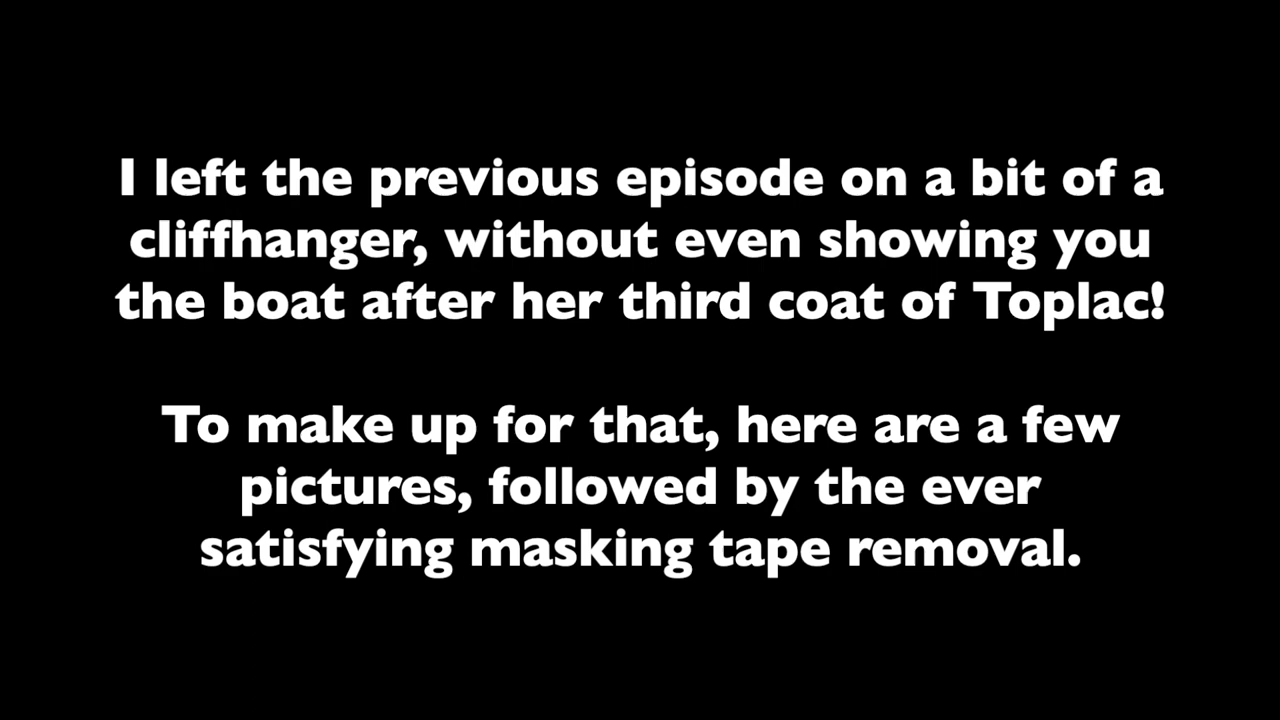 I left the previous episode on a bit of a
cliffhanger, without even showing you
the boat after her third coat of Toplac!
To make up for that, here are a few
pictures, followed by the ever
satisfying masking tape removal.